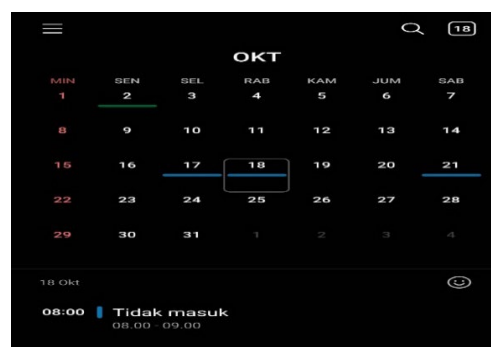 18
OKT
MIN SEN SEL RAB KAM JUM SAB
1 2 3 4 5 6 7
8 9 10 11 12 13 14
15 16 17 18 19 20 21
22 23 24 25 26 27 28
29 30 31 1 2 3 4
18 Okt
08:00 Tidak masuk
08.00 - 09.00